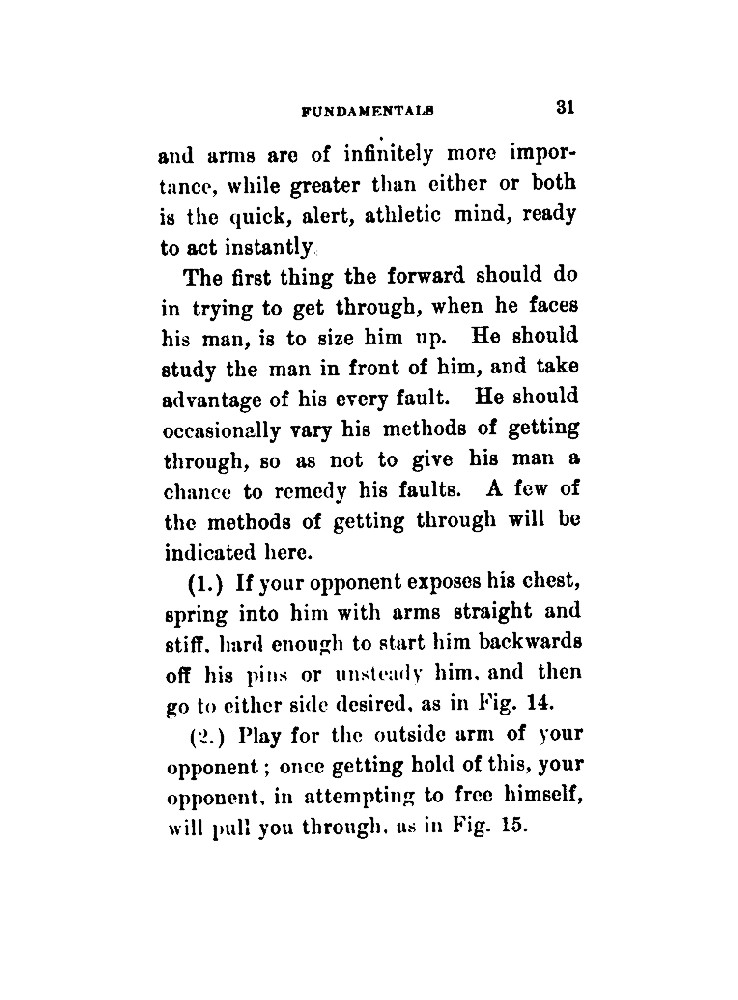 FUNDAMENTALS 31
and arms are of infinitely more impor-
tance, while greater than either or both
is the quick, alert, athletic mind, ready
to act instantly.
The first thing the forward should do
in trying to get through, when he faces
his man, is to size him up. He should
study the man in front of him, and take
advantage of his every fault. He should
occasionally vary his methods of getting
through, so as not to give his man a
chance to remedy his faults. A few of
the methods of getting through will be
indicated here.
(1.) If your opponent exposes his chest,
spring into him with arms straight and
stiff, hard enough to start him backwards
off his pins or unsteady him, and then
go to either side desired, as in Fig. 14.
(2.) Play for the outside arm of your
opponent; once getting hold of this, your
opponent, in attempting to free himself,
will pull you through, as in Fig. 15.